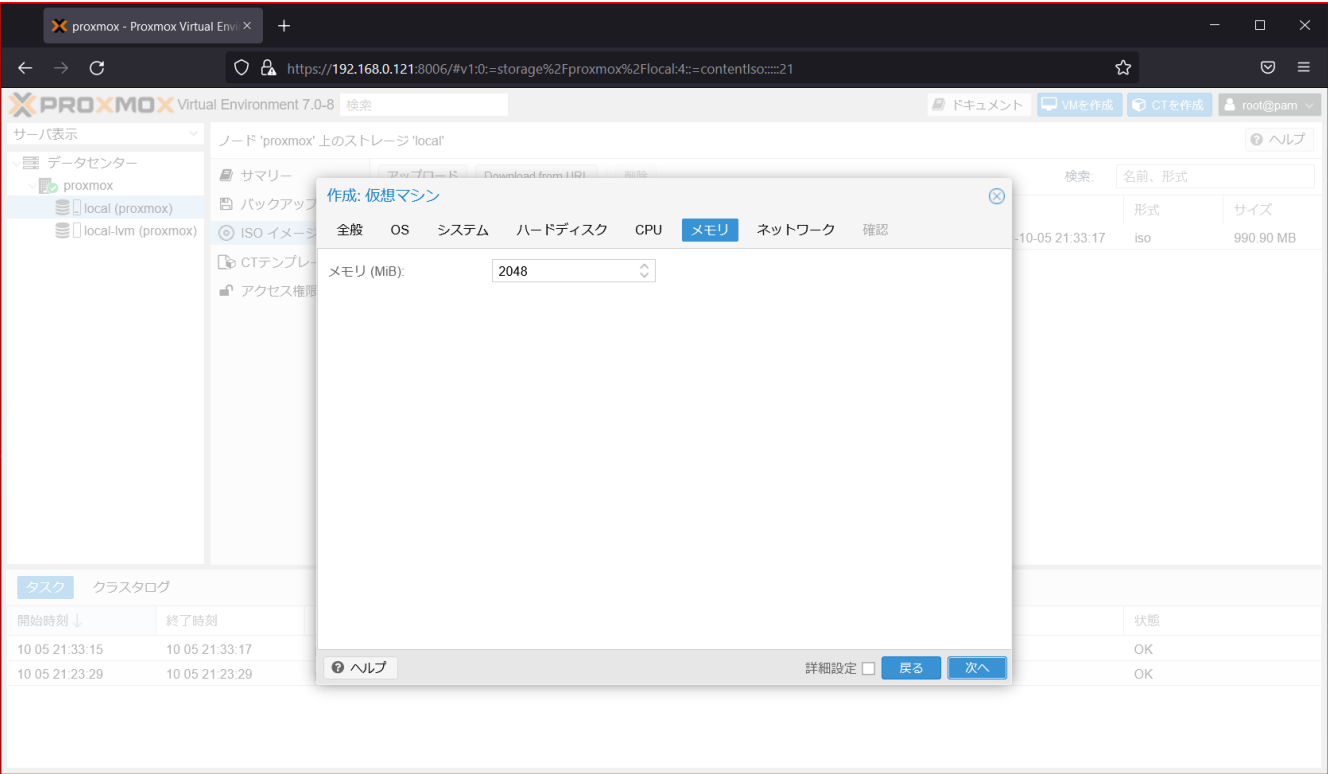 proxmox - Proxmox Virtual Envi
https://192.168.0.121:8006/#v1:0:=storage%2Fproxmox%2Flocal:4::=contentIso:::::21
PROXMOX Virtual Environment 7.0-8 検索 ドキュメント VMを作成 CTを作成 root@pam
サーバ表示
ノード 'proxmox' 上のストレージ 'local' ヘルプ
データセンター
proxmox
local (proxmox)
local-lvm (proxmox)
サマリー
バックアップ
ISO イメージ
CTテンプレー
アクセス権限
アップロード Download from URL 削除 検索: 名前、形式
形式 サイズ
-10-05 21:33:17 iso 990.90 MB
作成: 仮想マシン
全般 OS システム ハードディスク CPU メモリ ネットワーク 確認
メモリ (MiB): 2048
ヘルプ 詳細設定 戻る 次へ
タスク クラスタログ
開始時刻 終了時刻 状態
10 05 21:33:15 10 05 21:33:17 OK
10 05 21:23:29 10 05 21:23:29 OK